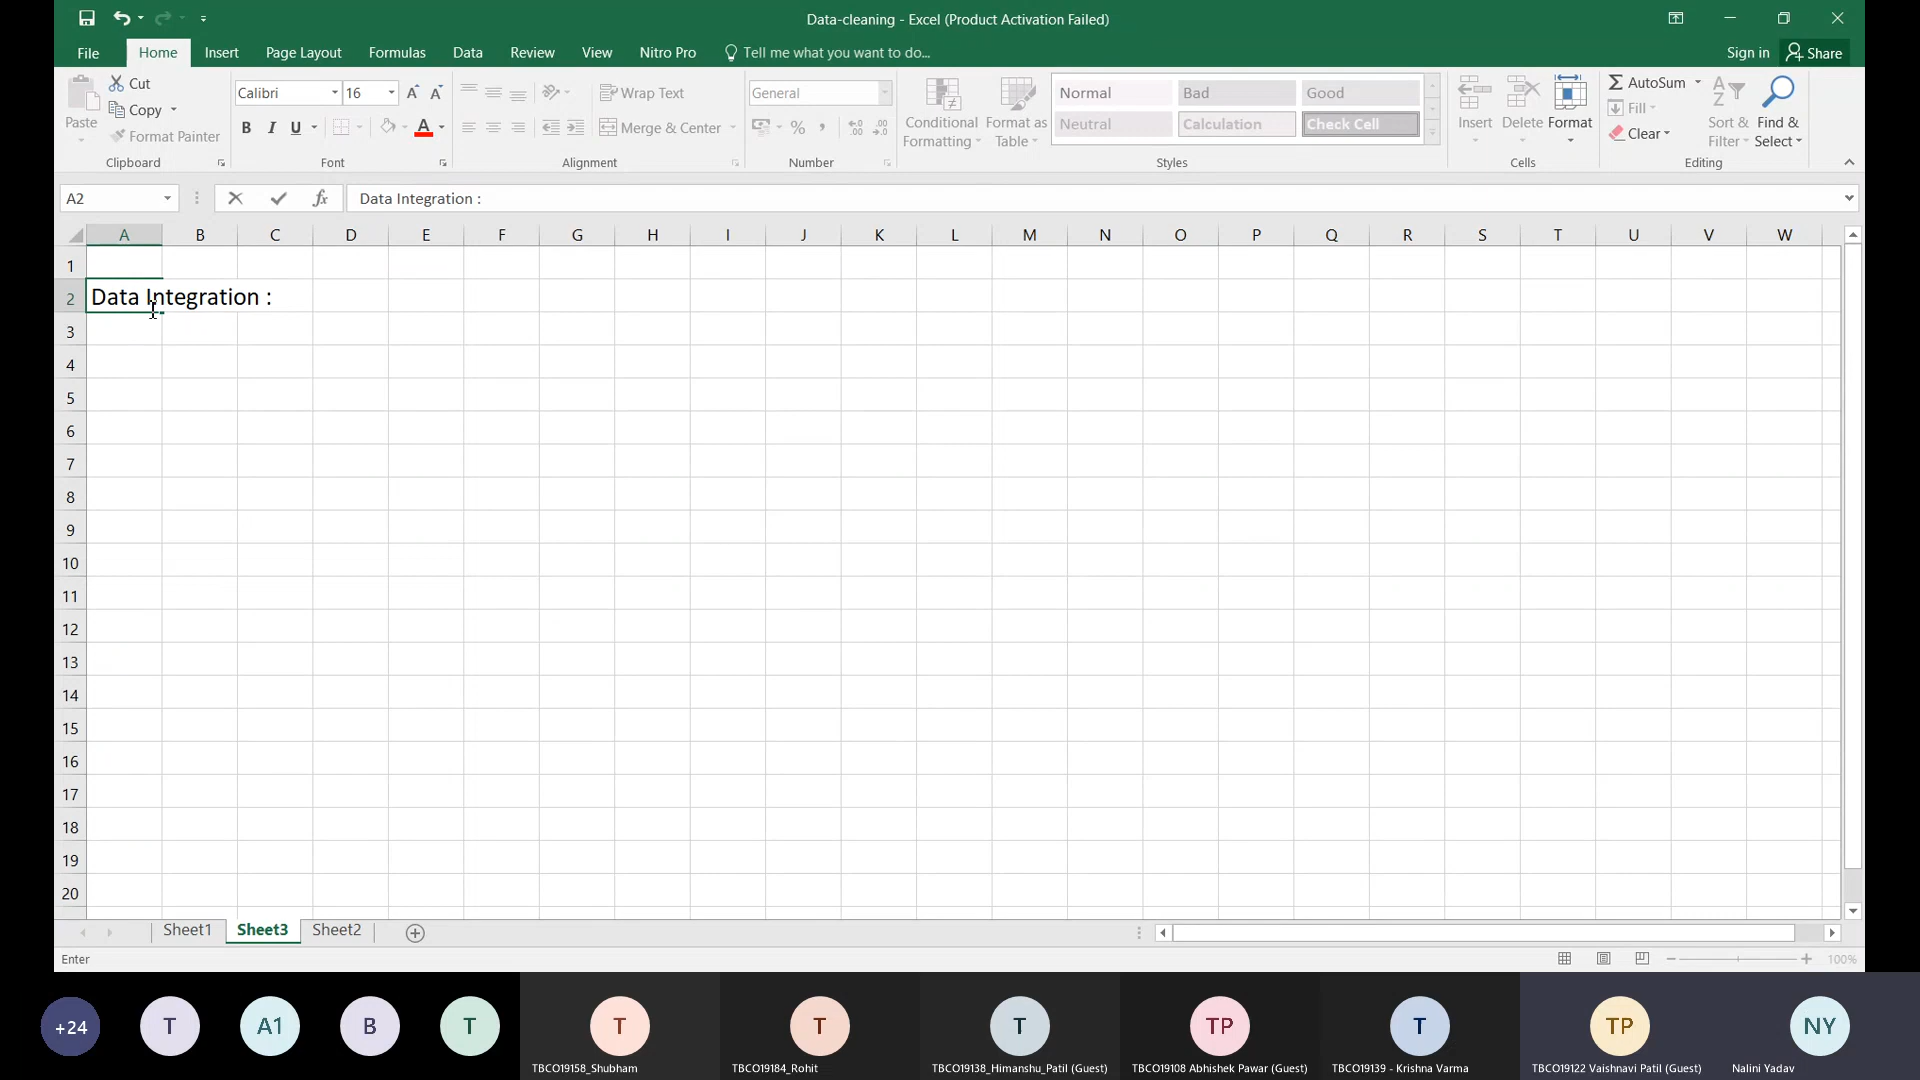 Data-cleaning - Excel (Product Activation Failed)
File Home Insert Page Layout Formulas Data Review View Nitro Pro Tell me what you want to do... Sign in Share
Paste
Cut
Copy
Format Painter
Clipboard
Calibri 16
B I U A
Font
Wrap Text
Merge & Center
Alignment
General
%
Number
Conditional Formatting
Format as Table
Normal Bad Good
Neutral Calculation Check Cell
Styles
Insert Delete Format
Cells
AutoSum
Fill
Clear
Sort & Filter
Find & Select
Editing
A2 fx Data Integration :
A B C D E F G H I J K L M N O P Q R S T U V W
1
2 Data Integration :
3
4
5
6
7
8
9
10
11
12
13
14
15
16
17
18
19
20
Sheet1 Sheet3 Sheet2
Enter 100%
+24 T A1 B T T T T TP T TP NY
TBCO19158_Shubham TBCO19184_Rohit TBCO19138_Himanshu_Patil (Guest) TBCO19108 Abhishek Pawar (Guest) TBCO19139 - Krishna Varma TBCO19122 Vaishnavi Patil (Guest) Nalini Yadav